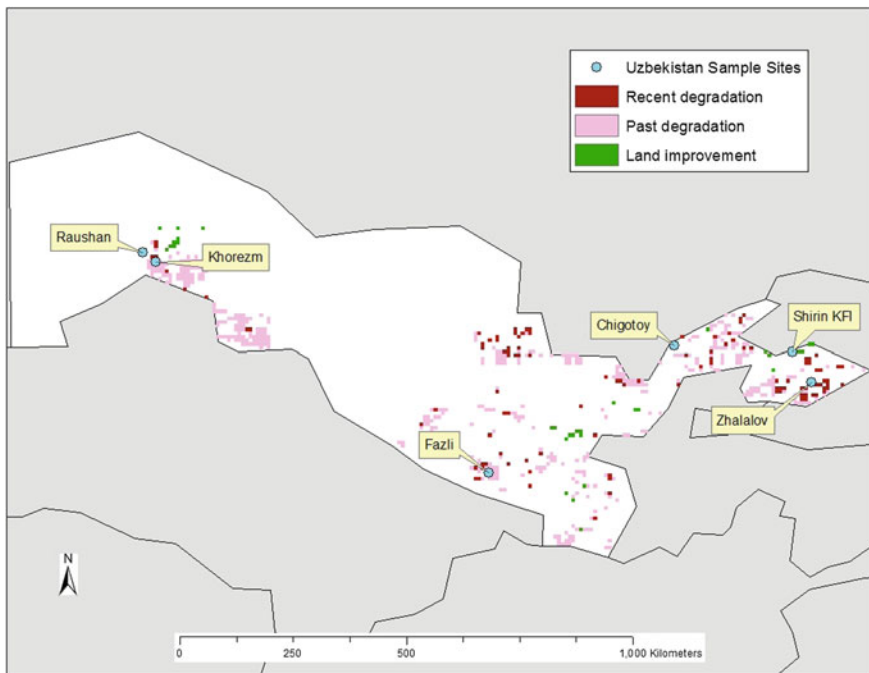 Uzbekistan Sample Sites
Recent degradation
Past degradation
Land improvement
Raushan
Khorezm
Chigotoy
Shirin KFI
Zhalalov
Fazli
N
0 250 500 1,000 Kilometers